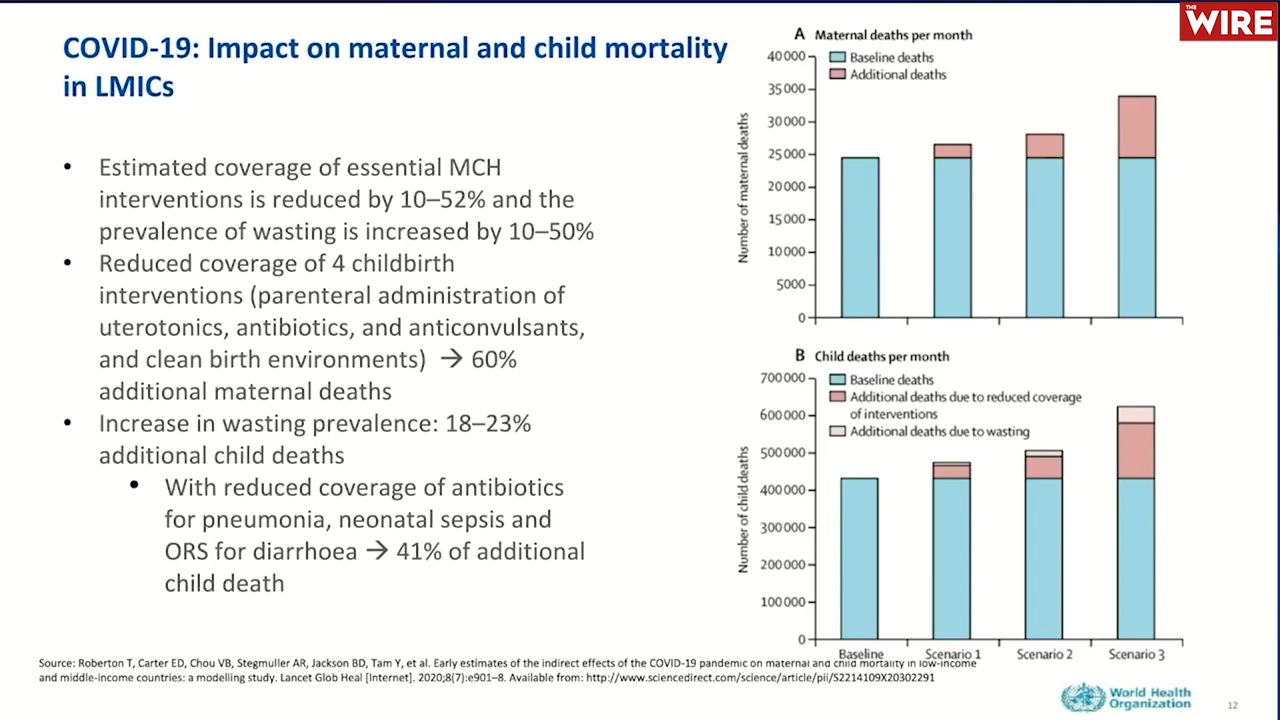 THE WIRE
COVID-19: Impact on maternal and child mortality
in LMICs
• Estimated coverage of essential MCH
interventions is reduced by 10–52% and the
prevalence of wasting is increased by 10–50%
• Reduced coverage of 4 childbirth
interventions (parenteral administration of
uterotonics, antibiotics, and anticonvulsants,
and clean birth environments) → 60%
additional maternal deaths
• Increase in wasting prevalence: 18–23%
additional child deaths
• With reduced coverage of antibiotics
for pneumonia, neonatal sepsis and
ORS for diarrhoea → 41% of additional
child death
A Maternal deaths per month
Baseline deaths
Additional deaths
Number of maternal deaths
40000
35000
30000
25000
20000
15000
10000
5000
0
B Child deaths per month
Baseline deaths
Additional deaths due to reduced coverage
of interventions
Additional deaths due to wasting
Number of child deaths
700000
600000
500000
400000
300000
200000
100000
0
Baseline Scenario 1 Scenario 2 Scenario 3
Source: Roberton T, Carter ED, Chou VB, Stegmuller AR, Jackson BD, Tam Y, et al. Early estimates of the indirect effects of the COVID-19 pandemic on maternal and child mortality in low-income
and middle-income countries: a modelling study. Lancet Glob Heal [Internet]. 2020;8(7):e901–8. Available from: http://www.sciencedirect.com/science/article/pii/S2214109X20302291
World Health
Organization
12